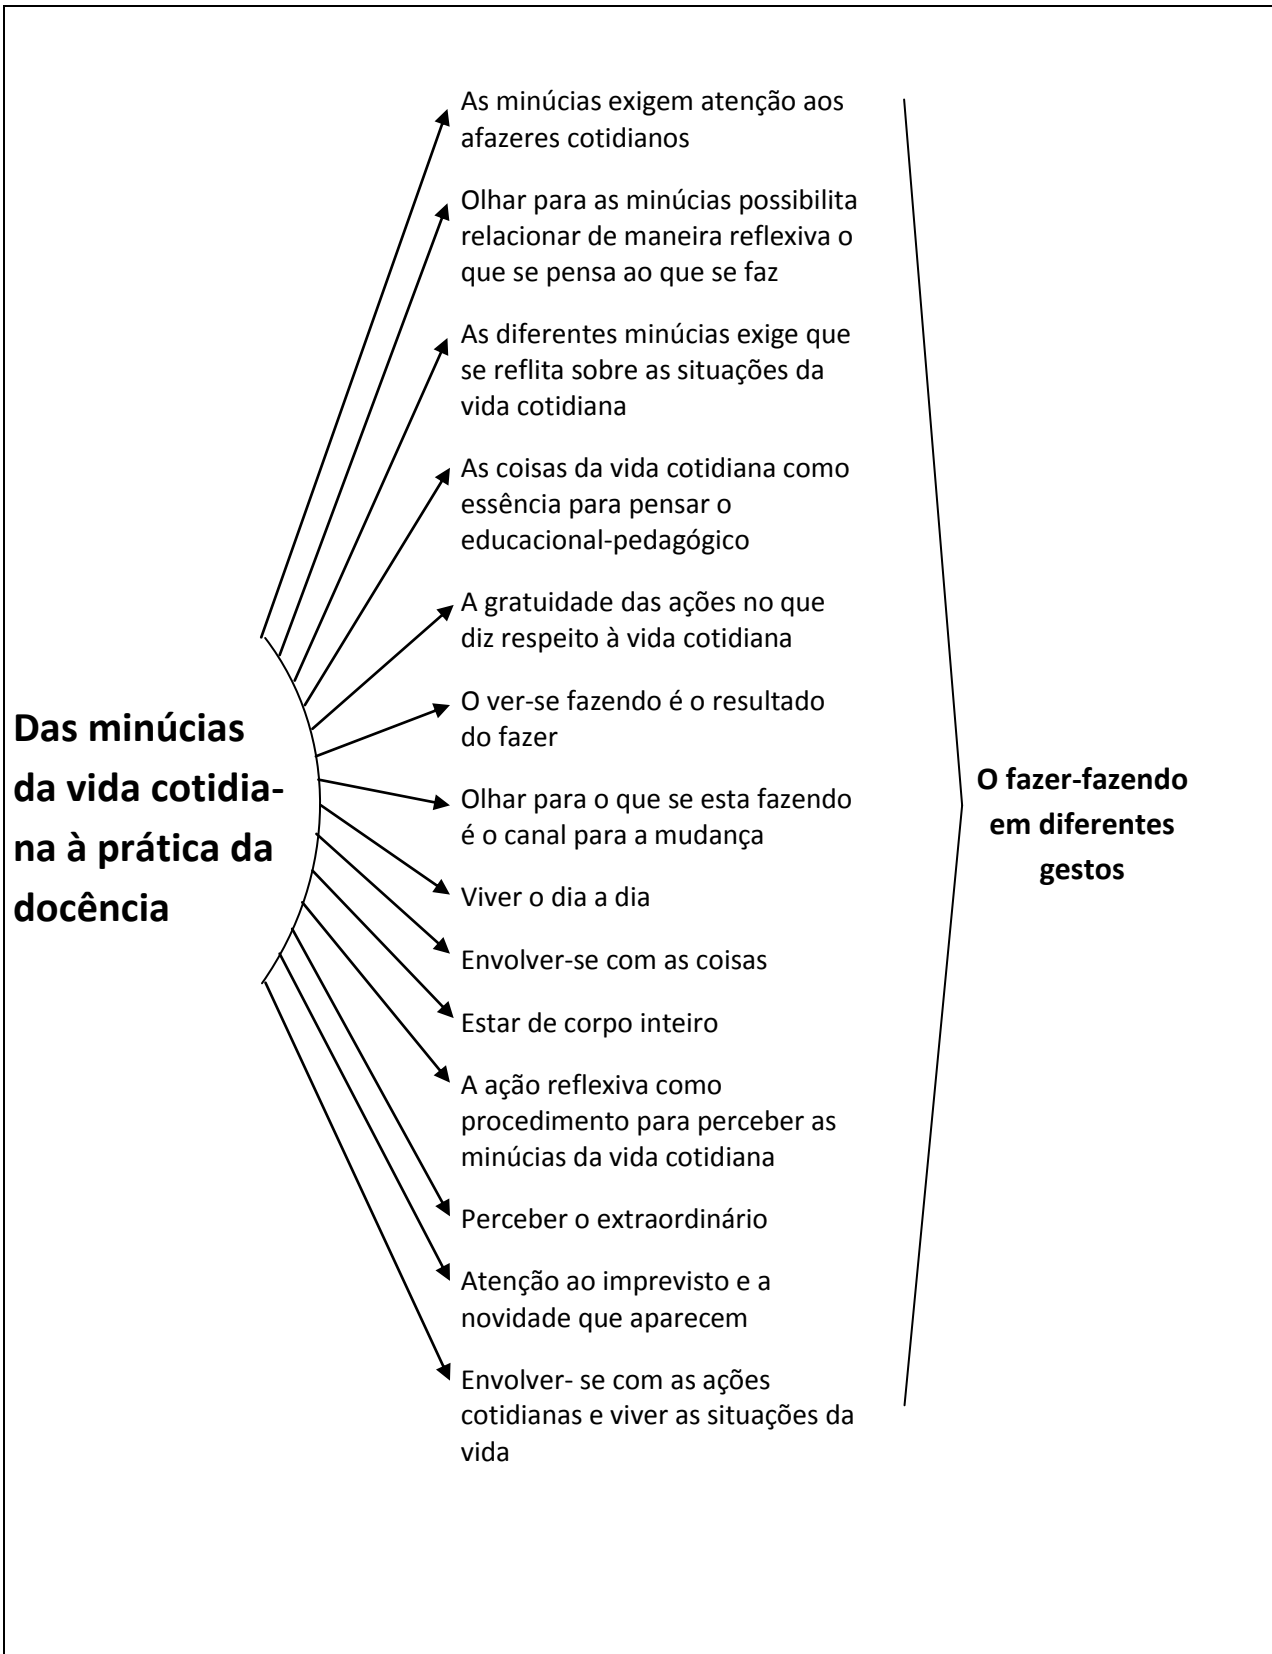 As minúcias exigem atenção aos
afazeres cotidianos
Olhar para as minúcias possibilita
relacionar de maneira reflexiva o
que se pensa ao que se faz
As diferentes minúcias exige que
se reflita sobre as situações da
vida cotidiana
As coisas da vida cotidiana como
essência para pensar o
educacional-pedagógico
A gratuidade das ações no que
diz respeito à vida cotidiana
O ver-se fazendo é o resultado
do fazer
Das minúcias
da vida cotidia-
na à prática da
docência
Olhar para o que se esta fazendo
é o canal para a mudança
Viver o dia a dia
Envolver-se com as coisas
Estar de corpo inteiro
A ação reflexiva como
procedimento para perceber as
minúcias da vida cotidiana
Perceber o extraordinário
Atenção ao imprevisto e a
novidade que aparecem
Envolver- se com as ações
cotidianas e viver as situações da
vida
O fazer-fazendo
em diferentes
gestos